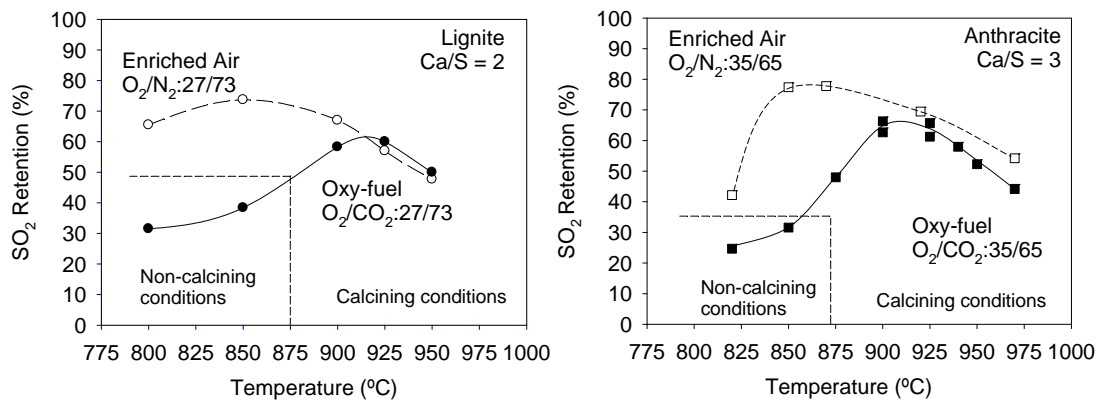 100
90
80
70
60
50
40
30
20
10
0
SO2 Retention (%)
Lignite
Ca/S = 2
Enriched Air
O2/N2:27/73
Oxy-fuel
O2/CO2:27/73
Non-calcining
conditions
Calcining conditions
775 800 825 850 875 900 925 950 975 1000
Temperature (ºC)
100
90
80
70
60
50
40
30
20
10
0
SO2 Retention (%)
Enriched Air
O2/N2:35/65
Anthracite
Ca/S = 3
Oxy-fuel
O2/CO2:35/65
Non-calcining
conditions
Calcining conditions
775 800 825 850 875 900 925 950 975 1000
Temperature (ºC)